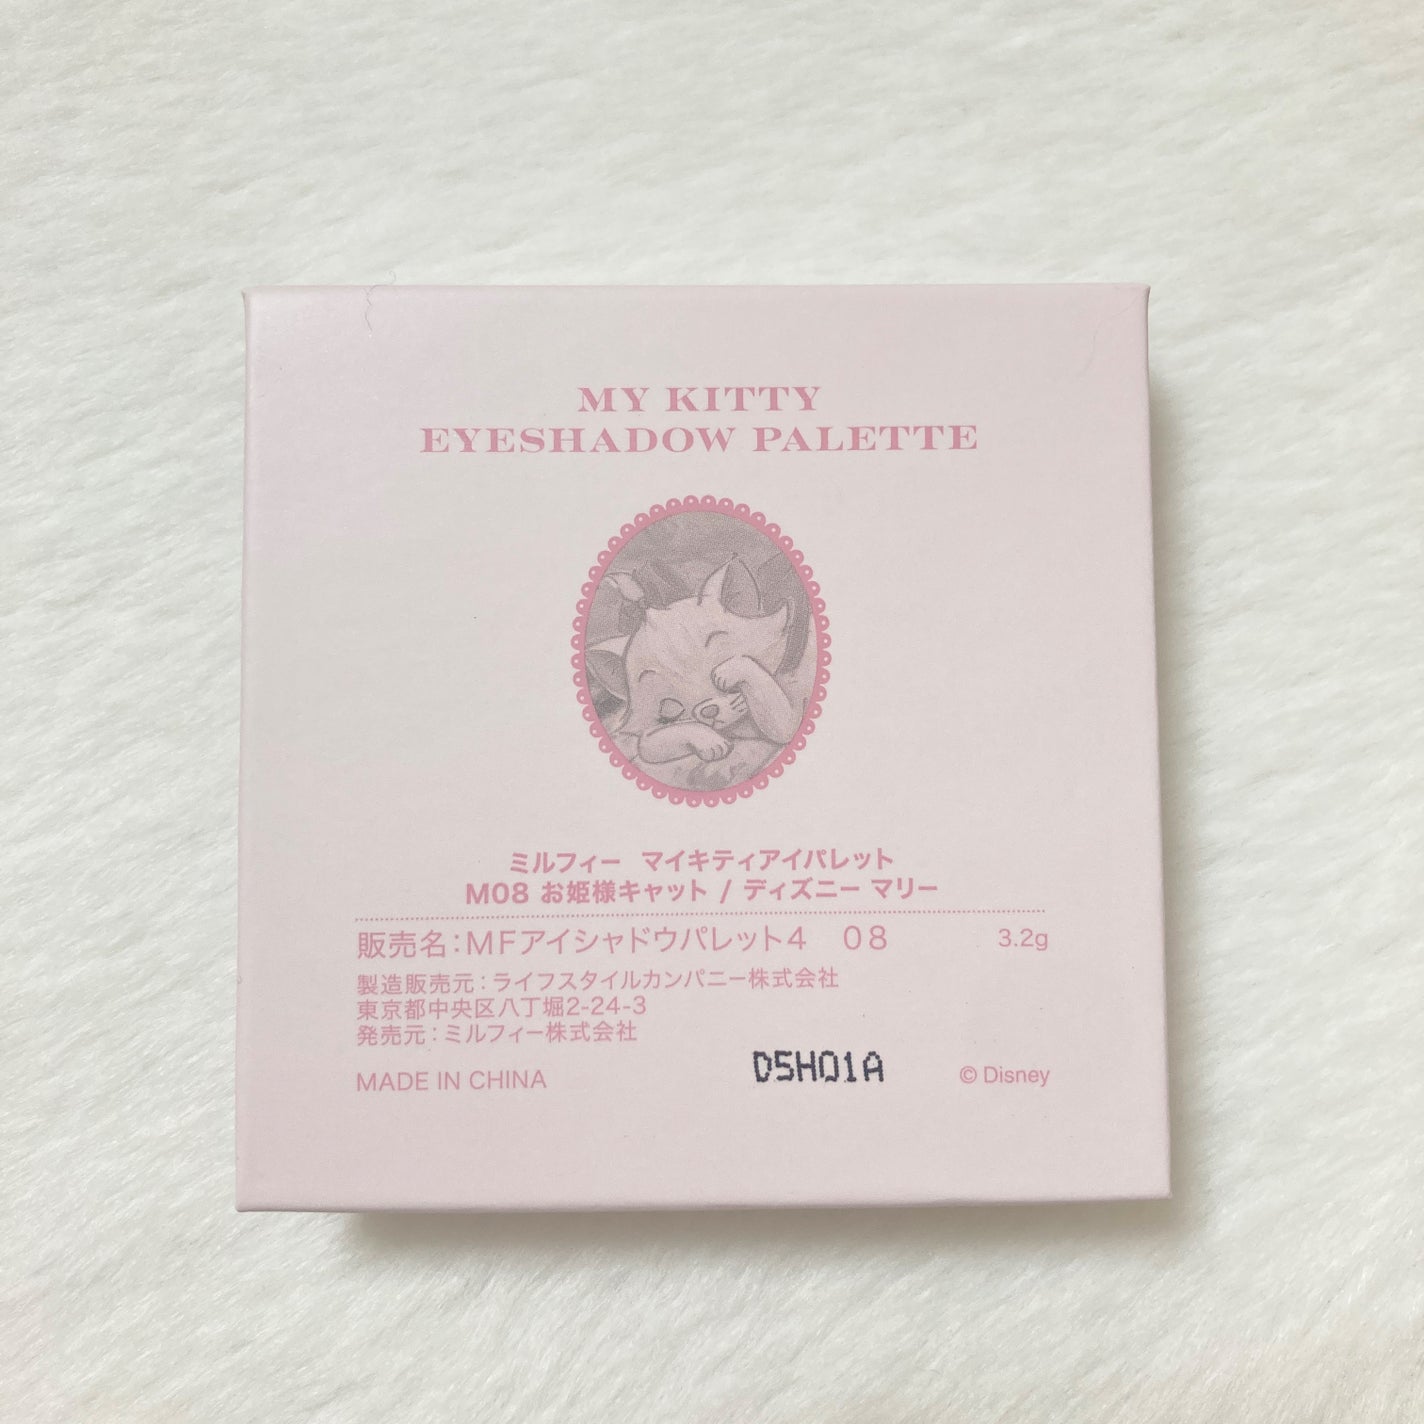 MY KITTY
EYESHADOW PALETTE
ミルフィー マイキティアイパレット
M08 お姫様キャット / ディズニー マリー
販売名:MFアイシャドウパレット4 08 3.2g
製造販売元:ライフスタイルカンパニー株式会社
東京都中央区八丁堀2-24-3
発売元:ミルフィー株式会社
MADE IN CHINA D5H01A © Disney